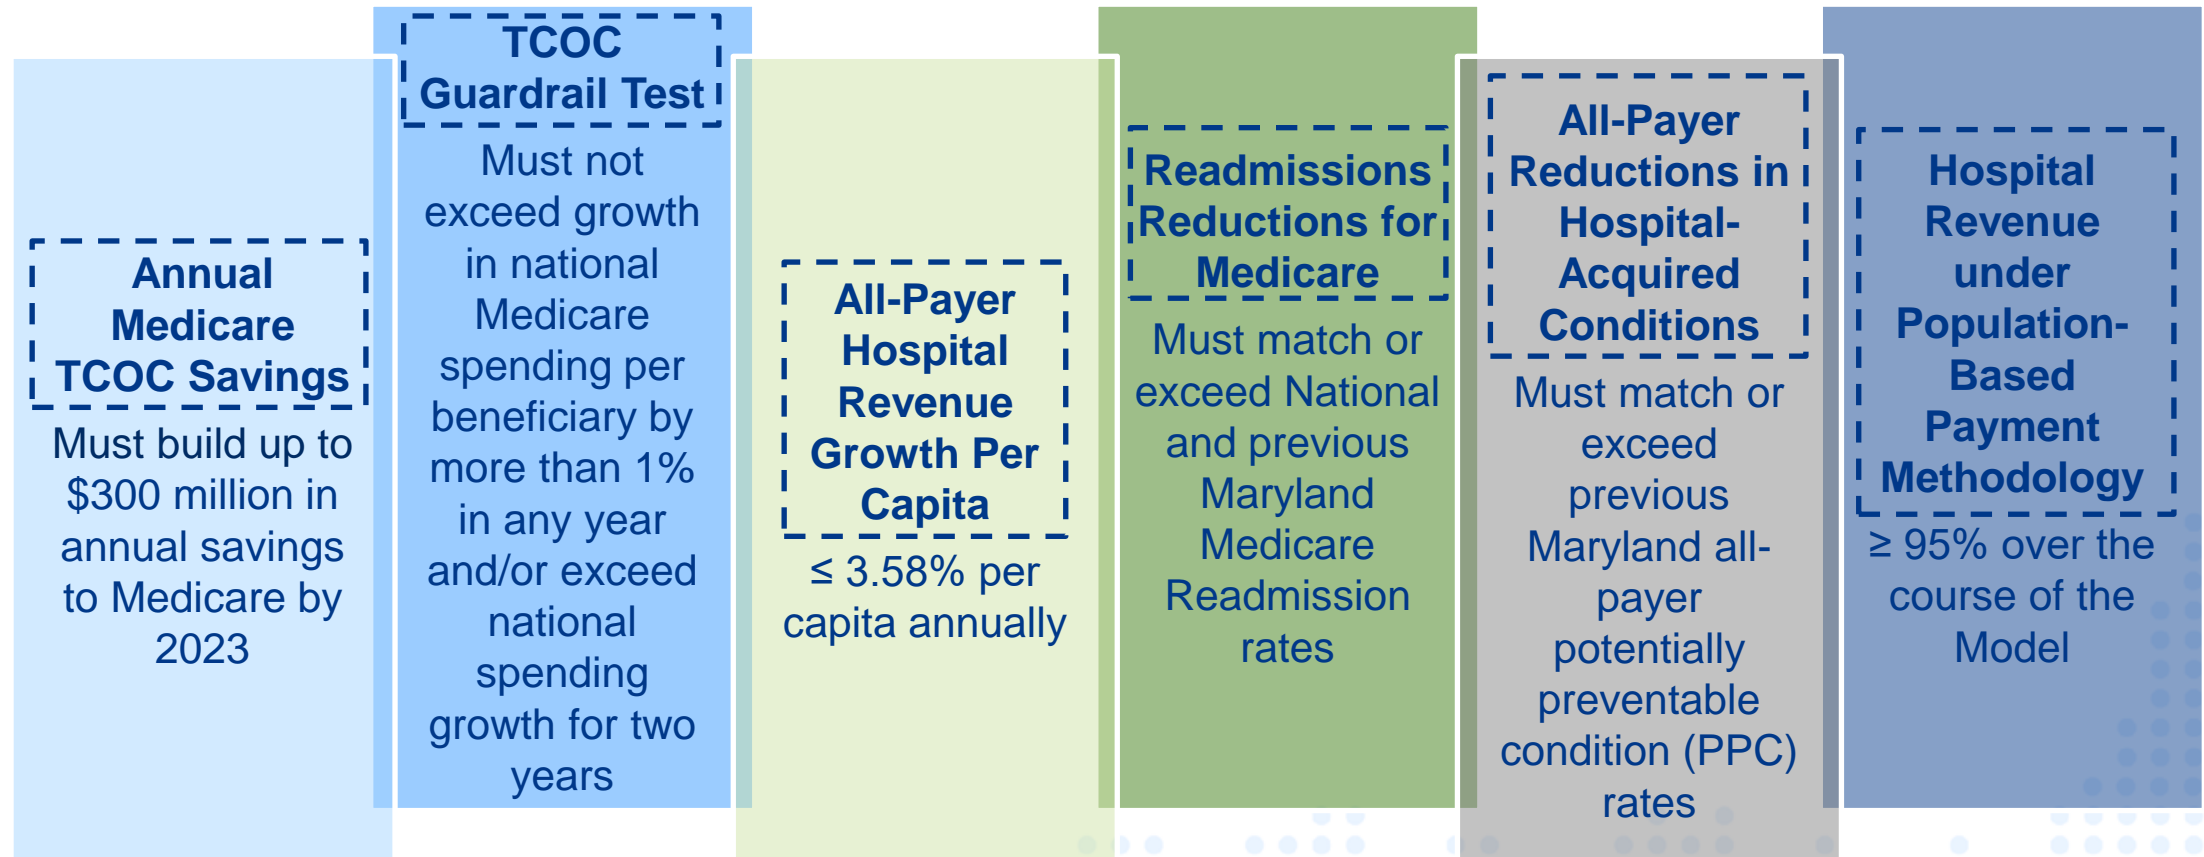 Annual
Medicare
TCOC Savings
Must build up to
$300 million in
annual savings
to Medicare by
2023
TCOC
Guardrail Test
Must not
exceed growth
in national
Medicare
spending per
beneficiary by
more than 1%
in any year
and/or exceed
national
spending
growth for two
years
All-Payer
Hospital
Revenue
Growth Per
Capita
≤ 3.58% per
capita annually
Readmissions
Reductions for
Medicare
Must match or
exceed National
and previous
Maryland
Medicare
Readmission
rates
All-Payer
Reductions in
Hospital-
Acquired
Conditions
Must match or
exceed
previous
Maryland all-
payer
potentially
preventable
condition (PPC)
rates
Hospital
Revenue
under
Population-
Based
Payment
Methodology
≥ 95% over the
course of the
Model